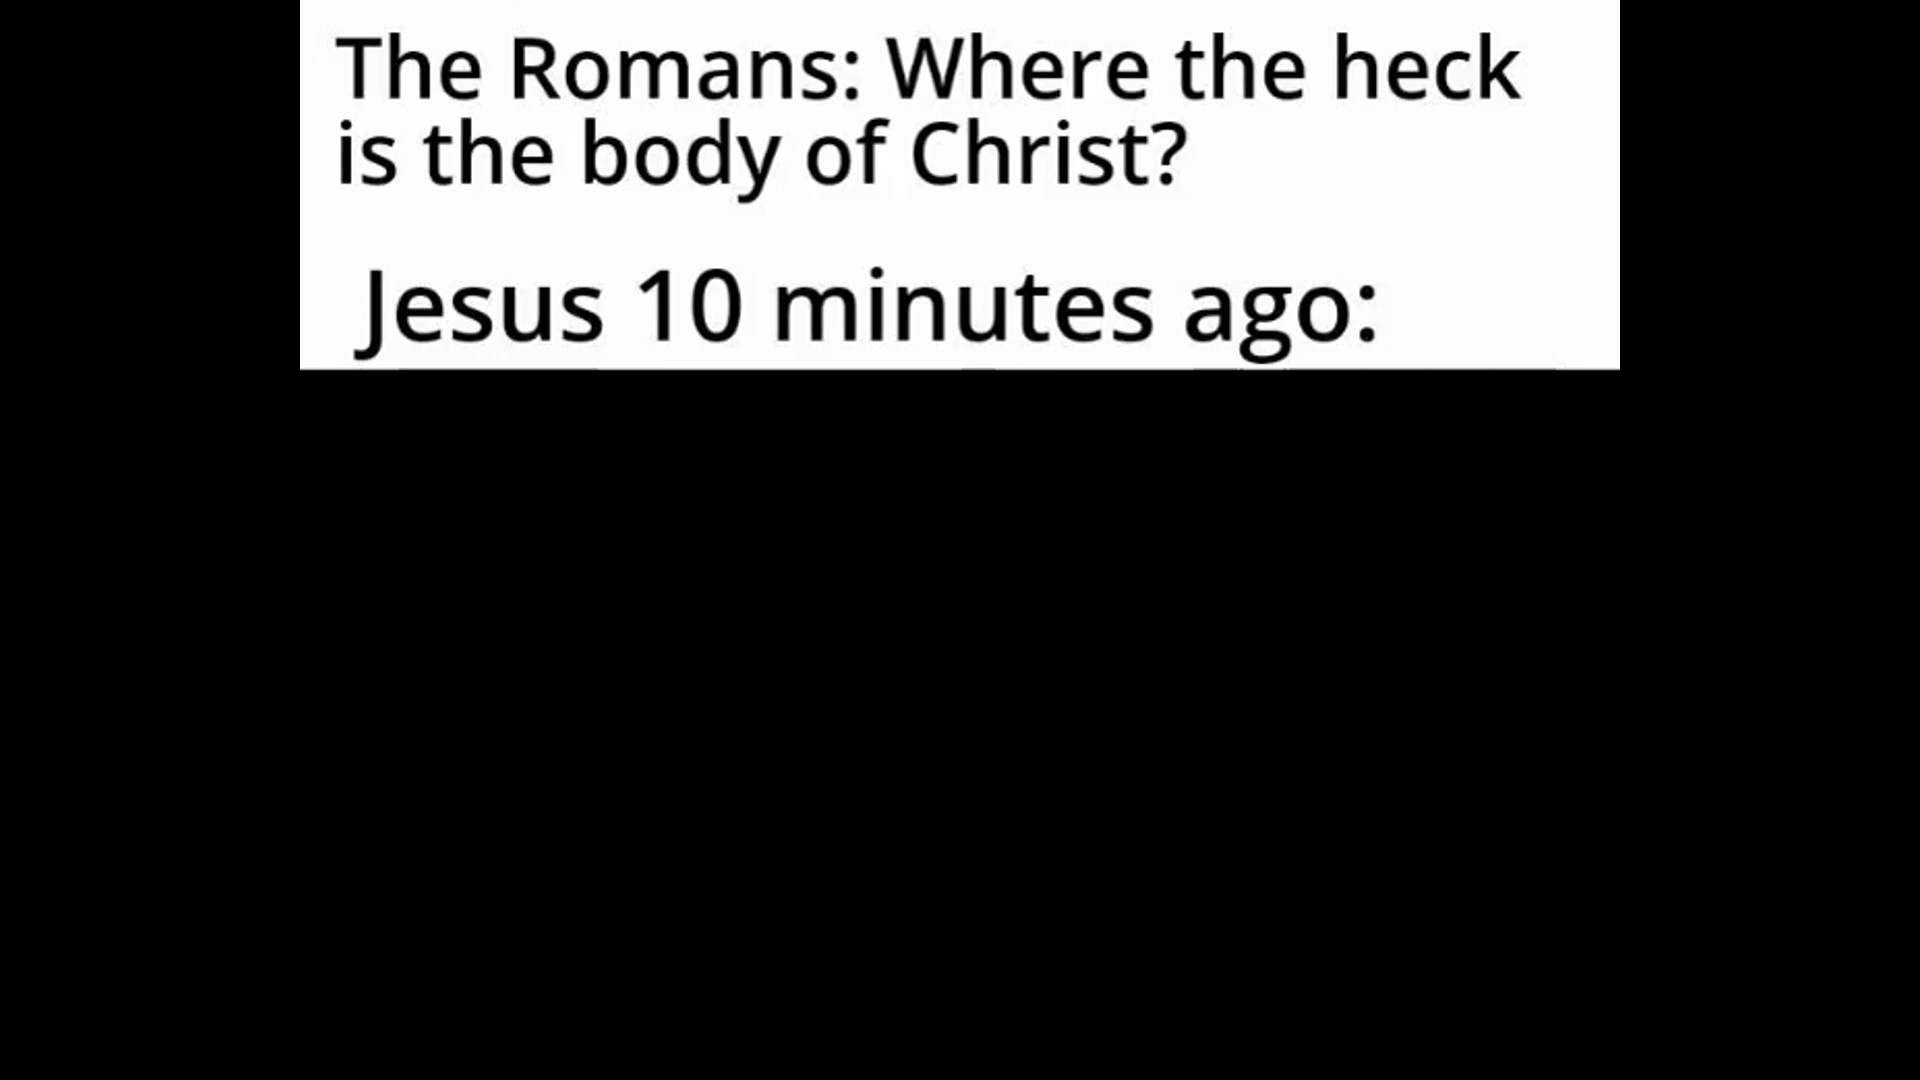 The Romans: Where the heck
is the body of Christ?
Jesus 10 minutes ago: